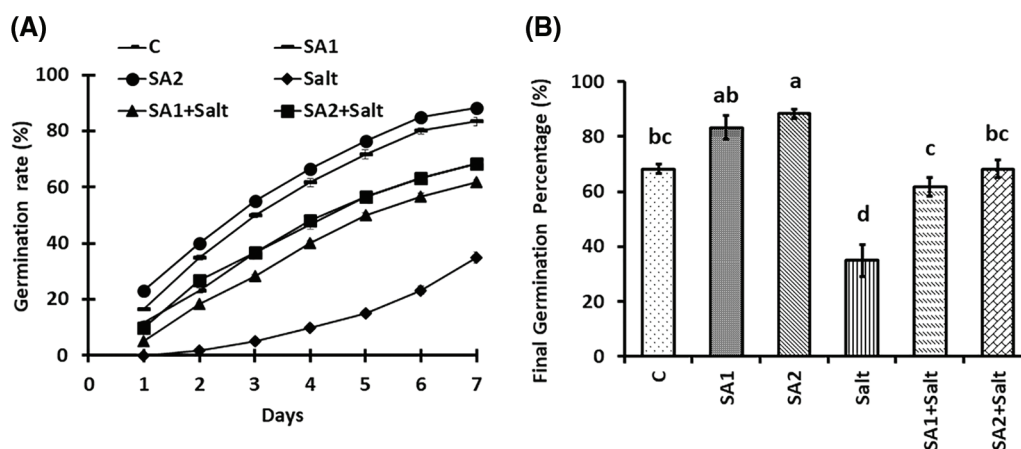 (A)
C
SA1
SA2
Salt
SA1+Salt
SA2+Salt
Germination rate (%)
100
80
60
40
20
0
0 1 2 3 4 5 6 7
Days
(B)
Final Germination Percentage (%)
100
80
60
40
20
0
bc
ab
a
d
c
bc
C
SA1
SA2
Salt
SA1+Salt
SA2+Salt